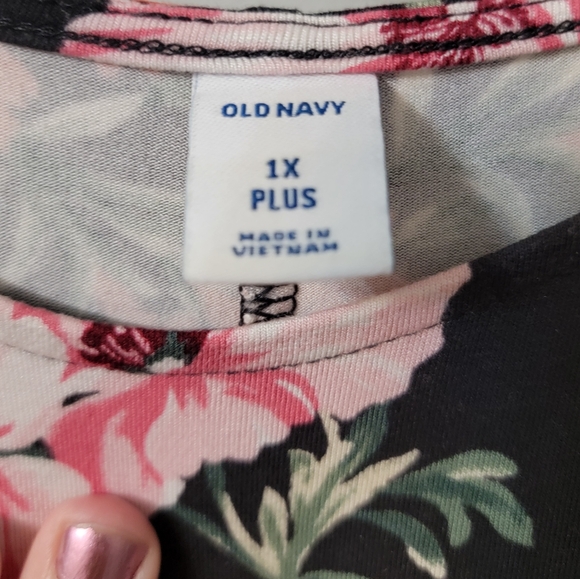 OLD NAVY
1X
PLUS
MADE IN
VIETNAM